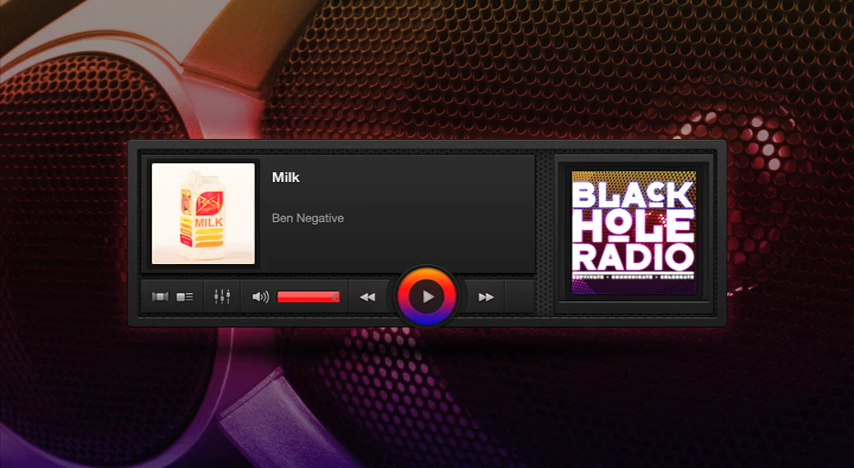 Milk
Ben Negative
MILK
BLACK
HOLE
RADIO